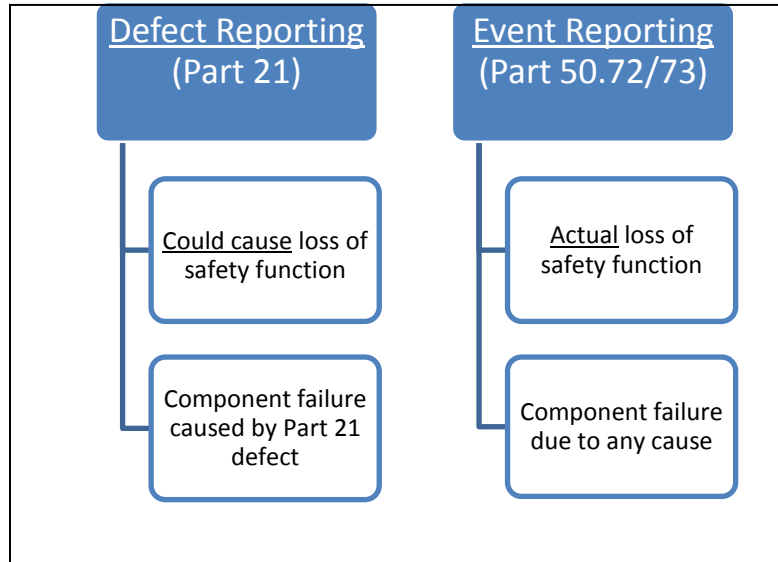 Defect Reporting
(Part 21)
Could cause loss of
safety function
Component failure
caused by Part 21
defect
Event Reporting
(Part 50.72/73)
Actual loss of
safety function
Component failure
due to any cause